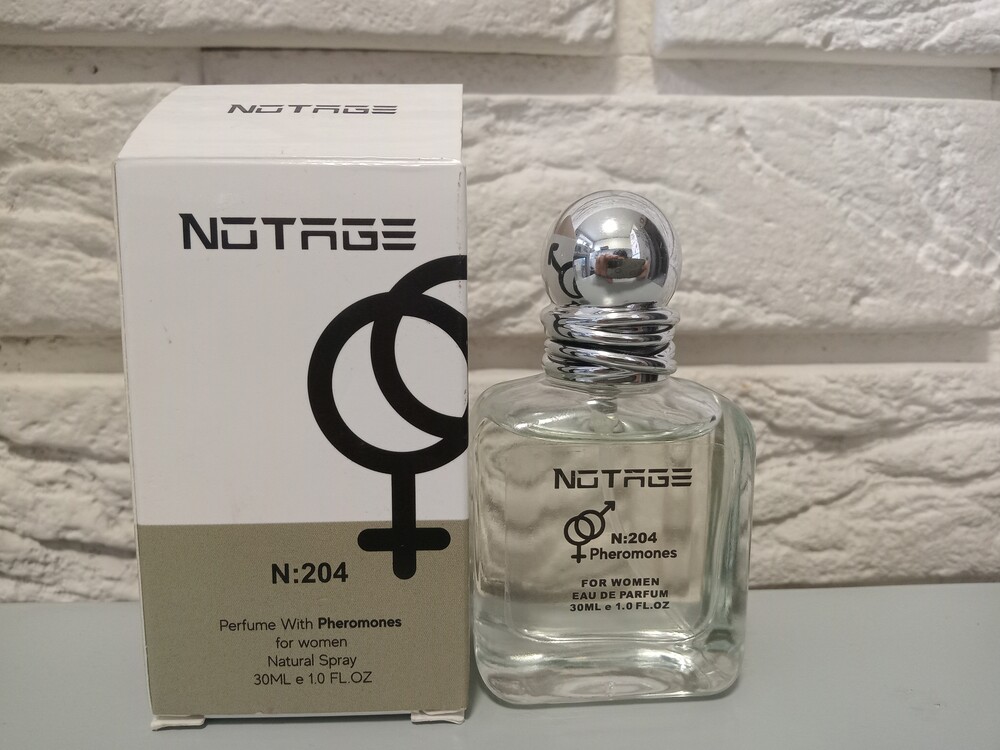 NOTAGE
NOTAGE
N:204
Perfume With Pheromones
for women
Natural Spray
30ML e 1.0 FL.OZ
NOTAGE
N:204
Pheromones
FOR WOMEN
EAU DE PARFUM
30ML e 1.0 FL.OZ